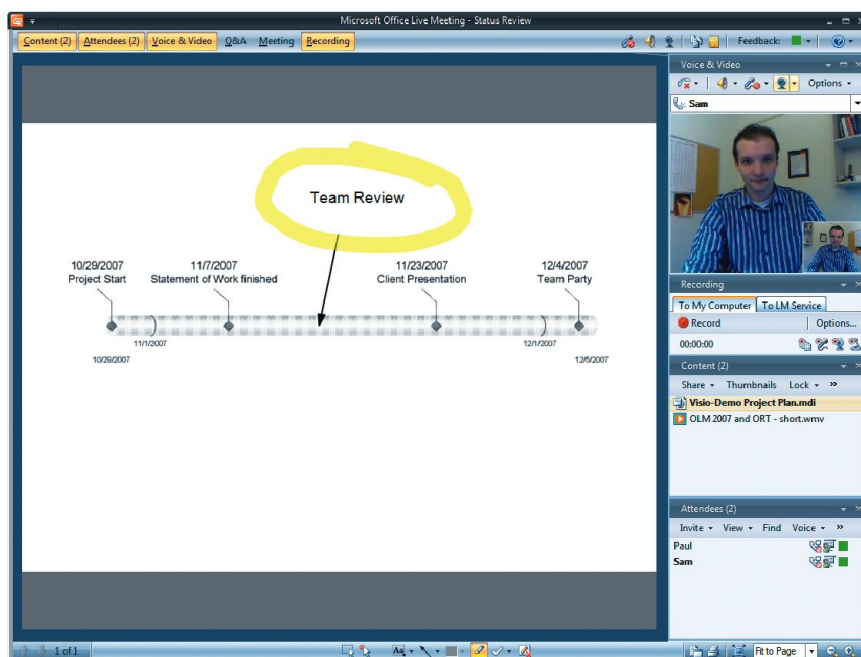 Microsoft Office Live Meeting - Status Review
Content (2) Attendees (2) Voice & Video Q&A Meeting Recording
Feedback:
Voice & Video
Options
Sam
Team Review
10/29/2007
Project Start
11/7/2007
Statement of Work finished
11/23/2007
Client Presentation
12/4/2007
Team Party
11/1/2007
12/1/2007
10/29/2007
12/5/2007
Recording
To My Computer To LM Service
Record Options...
00:00:00
Content (2)
Share Thumbnails Lock »
Visio-Demo Project Plan.mdi
OLM 2007 and ORT - short.wmv
Attendees (2)
Invite View Find Voice »
Paul
Sam
1 of 1
Aa
Fit to Page